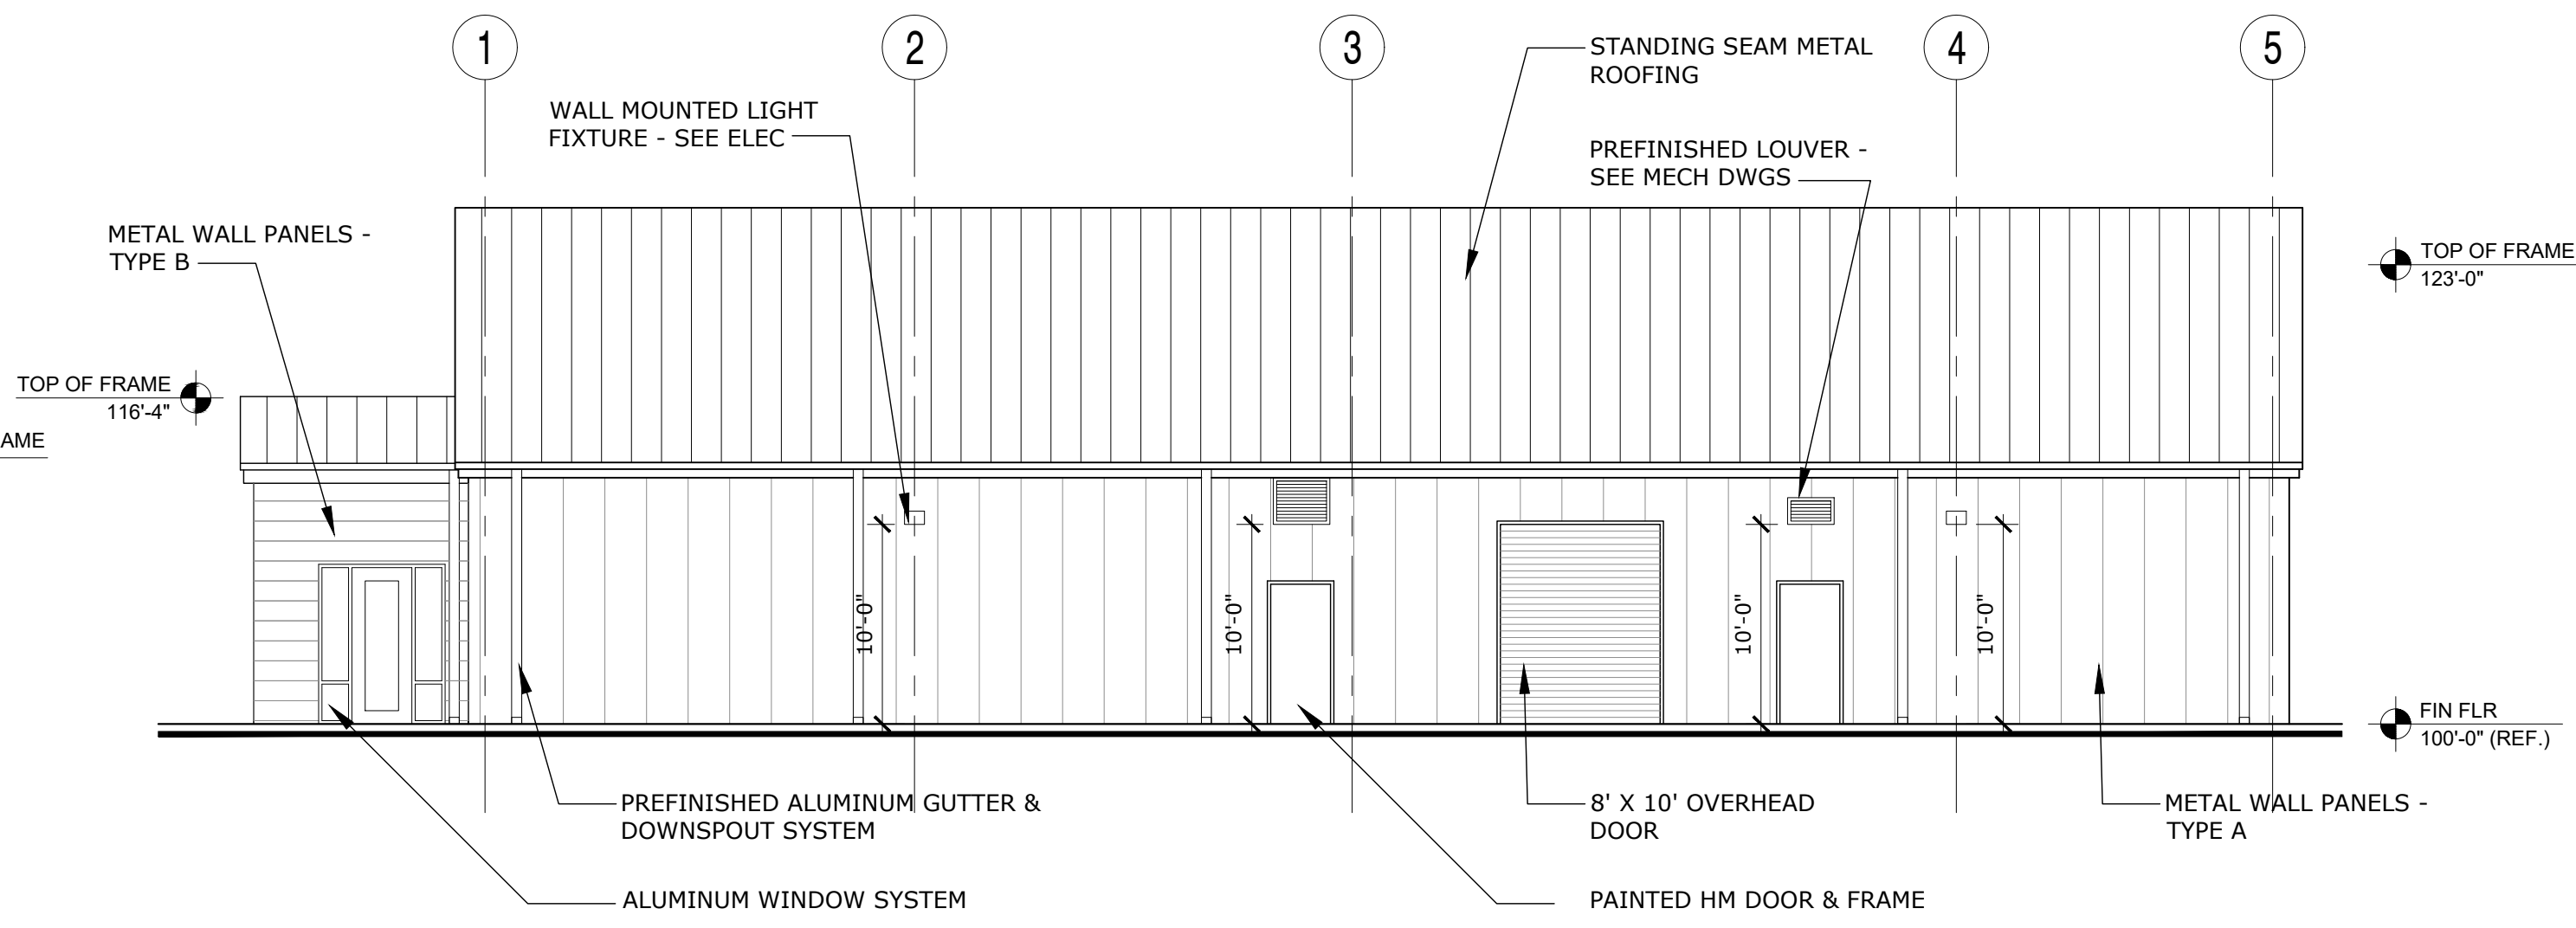 1
2
3
4
5
STANDING SEAM METAL
ROOFING
WALL MOUNTED LIGHT
FIXTURE - SEE ELEC
PREFINISHED LOUVER -
SEE MECH DWGS
METAL WALL PANELS -
TYPE B
TOP OF FRAME
123'-0"
TOP OF FRAME
116'-4"
AME
10'-0"
10'-0"
10'-0"
10'-0"
FIN FLR
100'-0" (REF.)
PREFINISHED ALUMINUM GUTTER &
DOWNSPOUT SYSTEM
8' X 10' OVERHEAD
DOOR
METAL WALL PANELS -
TYPE A
ALUMINUM WINDOW SYSTEM
PAINTED HM DOOR & FRAME